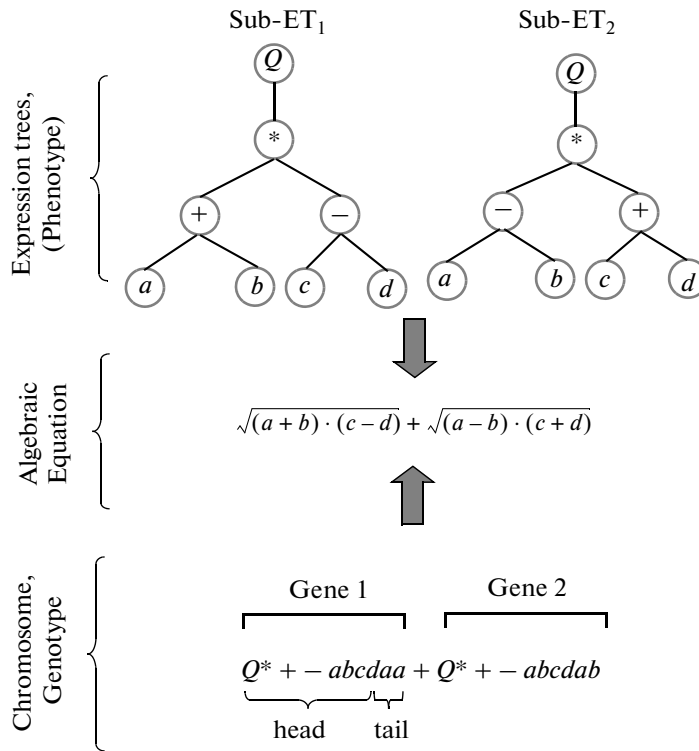 Sub-ET1 Sub-ET2
Expression trees,
(Phenotype)
Q Q
* *
+ − − +
a b c d a b c d
Algebraic
Equation
√(a + b) · (c – d) + √(a – b) · (c + d)
Chromosome,
Genotype
Gene 1 Gene 2
Q* + – abcdaa + Q* + – abcdab
head tail